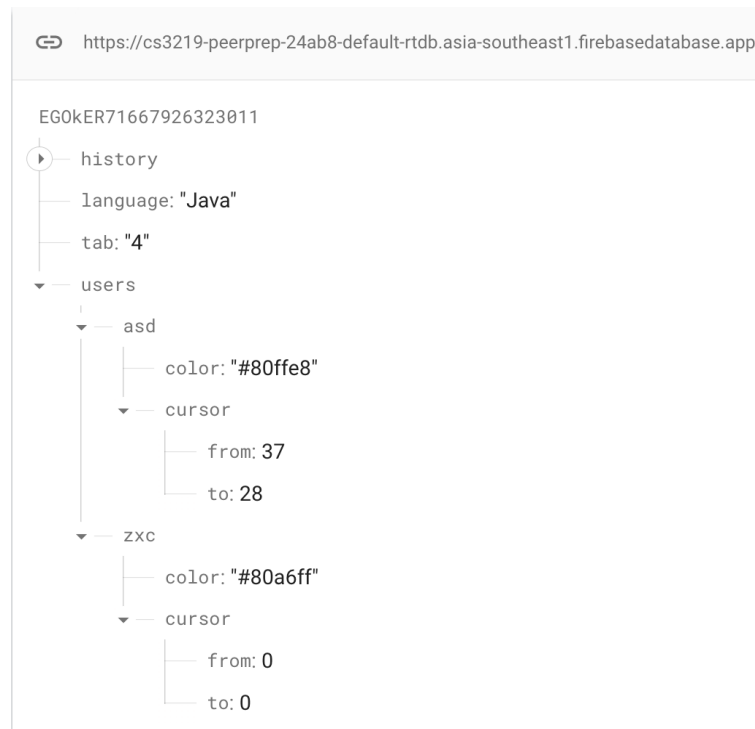 https://cs3219-peerprep-24ab8-default-rtdb.asia-southeast1.firebasedatabase.app
EGOkER71667926323011
history
language: "Java"
tab: "4"
users
asd
color: "#80ffe8"
cursor
from: 37
to: 28
zxc
color: "#80a6ff"
cursor
from: 0
to: 0